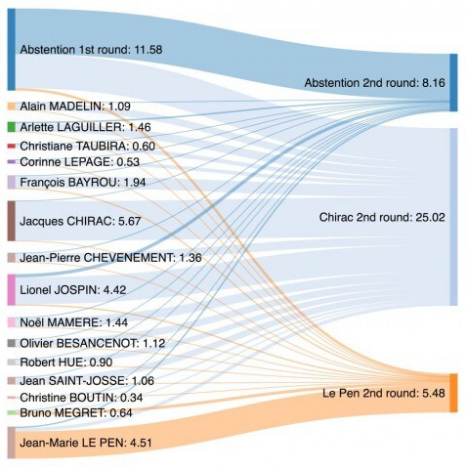 Abstention 1st round: 11.58
Abstention 2nd round: 8.16
Alain MADELIN: 1.09
Arlette LAGUILLER: 1.46
Christiane TAUBIRA: 0.60
Corinne LEPAGE: 0.53
François BAYROU: 1.94
Jacques CHIRAC: 5.67
Chirac 2nd round: 25.02
Jean-Pierre CHEVENEMENT: 1.36
Lionel JOSPIN: 4.42
Noël MAMERE: 1.44
Olivier BESANCENOT: 1.12
Robert HUE: 0.90
Jean SAINT-JOSSE: 1.06
Christine BOUTIN: 0.34
Le Pen 2nd round: 5.48
Bruno MEGRET: 0.64
Jean-Marie LE PEN: 4.51